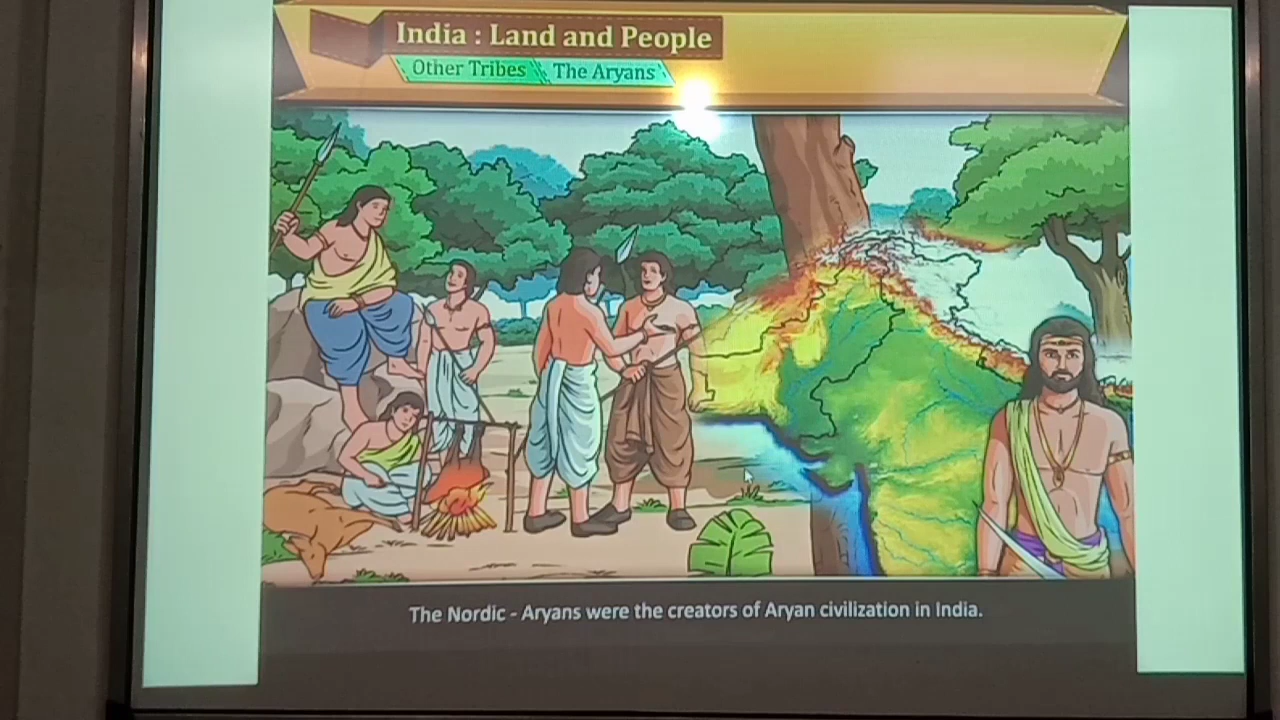 India : Land and People
Other Tribes
The Aryans
The Nordic - Aryans were the creators of Aryan civilization in India.